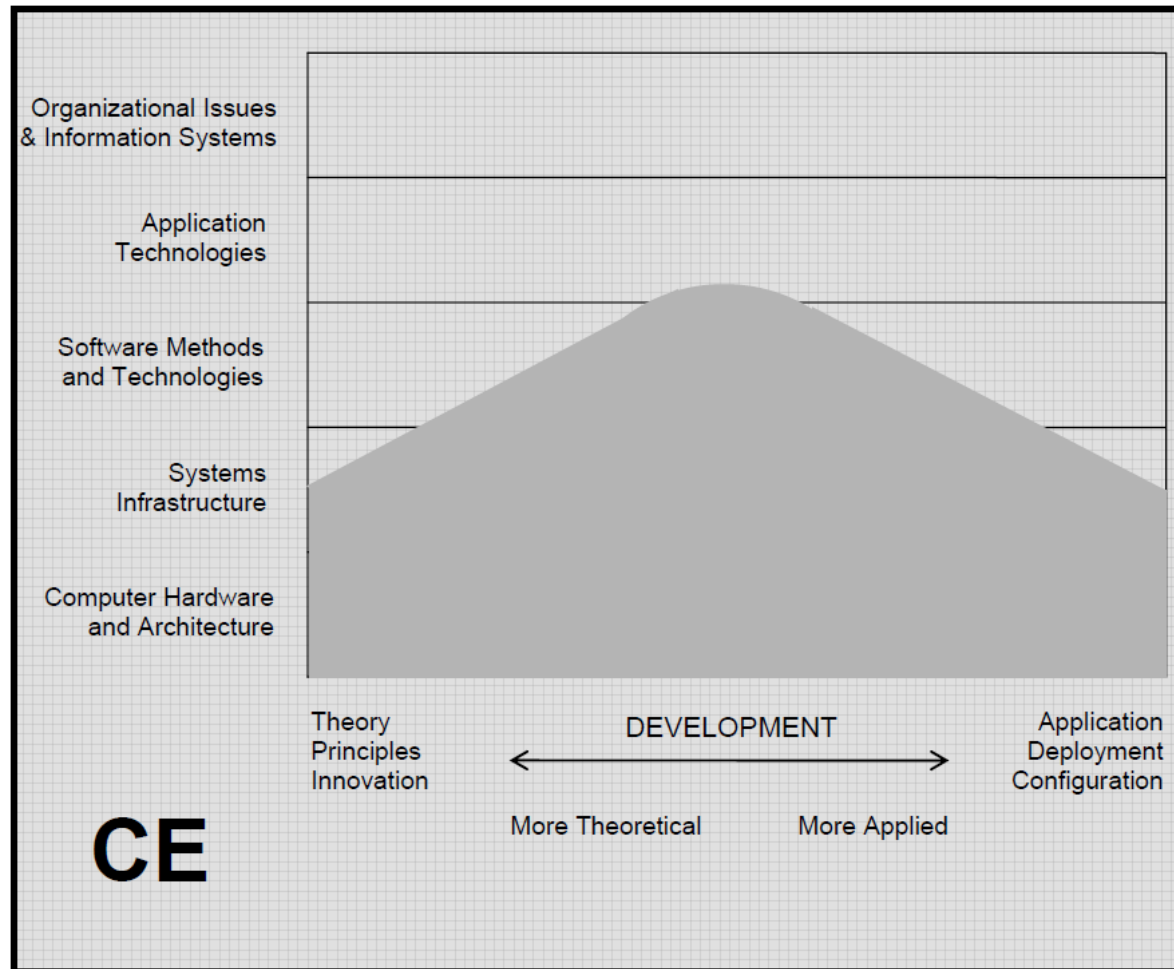 Organizational Issues
& Information Systems
Application
Technologies
Software Methods
and Technologies
Systems
Infrastructure
Computer Hardware
and Architecture
Theory
Principles
Innovation
DEVELOPMENT
Application
Deployment
Configuration
More Theoretical
More Applied
CE